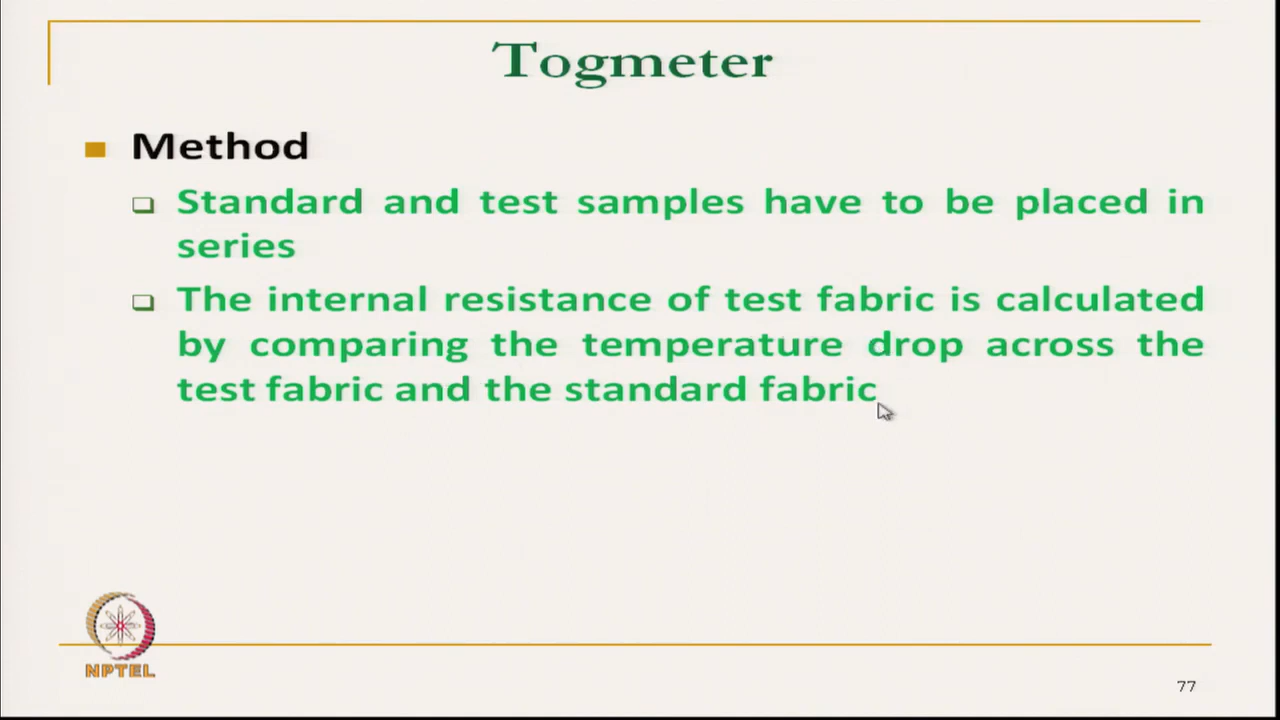 Togmeter
Method
Standard and test samples have to be placed in
series
The internal resistance of test fabric is calculated
by comparing the temperature drop across the
test fabric and the standard fabric
NPTEL
77